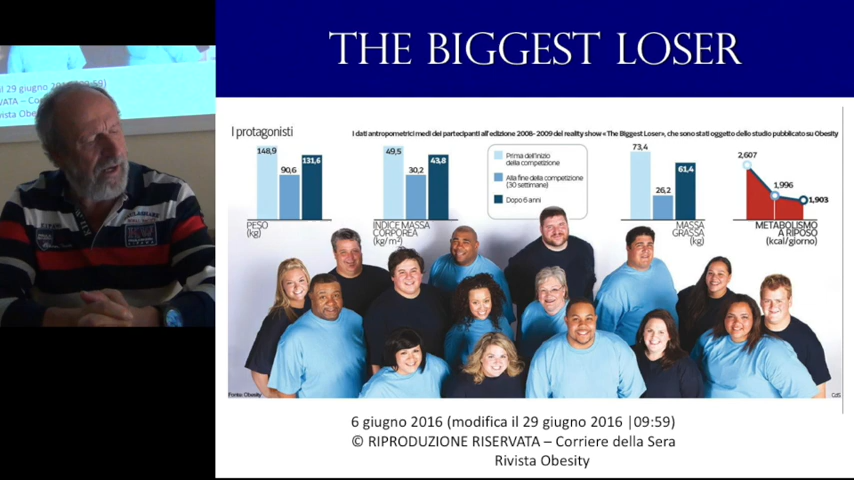 THE BIGGEST LOSER
l 29 giugno 2016 (09:59)
I protagonisti
I dati antropometrici medi dei partecipanti all'edizione 2008-2009 del reality show «The Biggest Loser», che sono stati oggetto dello studio pubblicato su Obesity
148,9
90,6
131,6
PESO
(kg)
49,5
30,2
43,8
INDICE MASSA
CORPOREA
(kg/m²)
Prima dell'inizio
della competizione
Alla fine della competizione
(30 settimane)
Dopo 6 anni
73,4
26,2
61,4
MASSA
GRASSA
(kg)
2,607
1,996
1,903
METABOLISMO
A RIPOSO
(kcal/giorno)
Fonte: Obesity
CdS
6 giugno 2016 (modifica il 29 giugno 2016 |09:59)
© RIPRODUZIONE RISERVATA – Corriere della Sera
Rivista Obesity